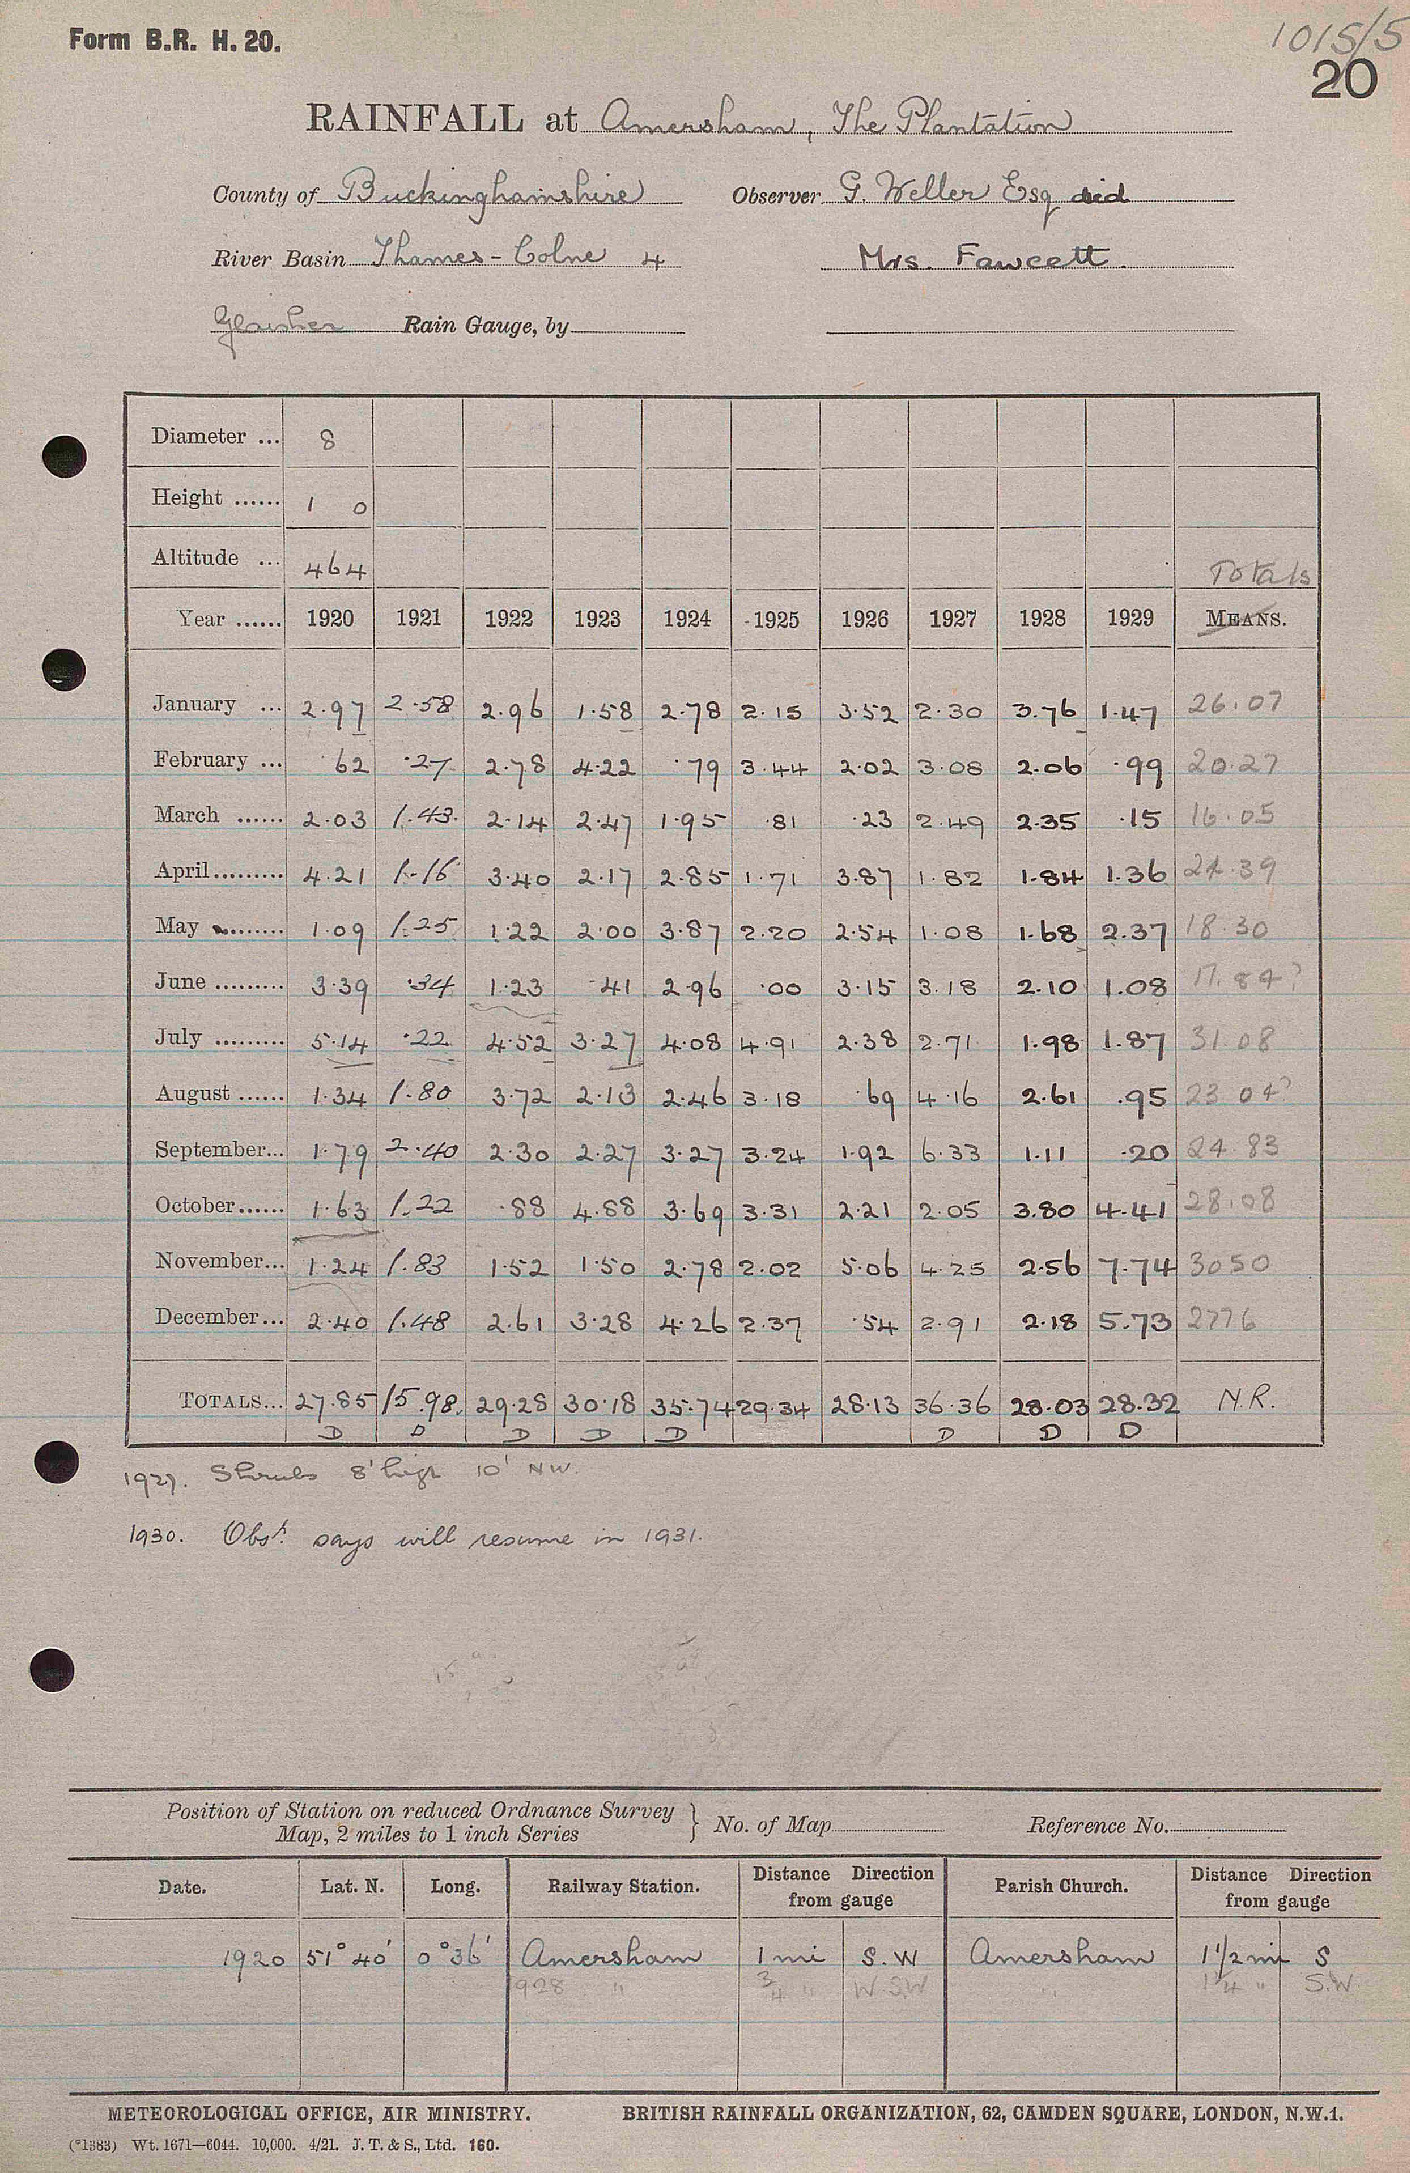 Form B.R. H. 20.
1015/5
20
RAINFALL at Amersham, The Plantation
County of Buckinghamshire Observer G. Weller Esq died
River Basin Thames - Colne 4 Mrs. Fawcett.
Glaisher Rain Gauge, by
Diameter ... 8
Height ...... 1 0
Altitude ... 464 Totals
Year ...... 1920 1921 1922 1923 1924 1925 1926 1927 1928 1929 MEANS.
January ... 2.97 2.58 2.96 1.58 2.78 2.15 3.52 2.30 3.76 1.47 26.07
February ... .62 .27 2.78 4.22 .79 3.44 2.02 3.08 2.06 .99 20.27
March ...... 2.03 1.43 2.14 2.47 1.95 .81 .23 2.49 2.35 .15 16.05
April......... 4.21 1.16 3.40 2.17 2.85 1.71 3.87 1.82 1.84 1.36 24.39
May ......... 1.09 1.25 1.22 2.00 3.87 2.20 2.54 1.08 1.68 2.37 18 30
June ......... 3.39 .34 1.23 .41 2.96 .00 3.15 3.18 2.10 1.08 17.84?
July ......... 5.14 .22 4.52 3.27 4.08 4.91 2.38 2.71 1.98 1.87 31.08
August ...... 1.34 1.80 3.72 2.13 2.46 3.18 .69 4.16 2.61 .95 23 04?
September... 1.79 2.40 2.30 2.27 3.27 3.24 1.92 6.33 1.11 .20 24.83
October...... 1.63 1.22 .88 4.88 3.69 3.31 2.21 2.05 3.80 4.41 28.08
November... 1.24 1.83 1.52 1.50 2.78 2.02 5.06 4.25 2.56 7.74 3050
December... 2.40 1.48 2.61 3.28 4.26 2.37 .54 2.91 2.18 5.73 2776
TOTALS... 27.85 15.98 29.28 30.18 35.74 29.34 28.13 36.36 28.03 28.32 N.R.
D D D D D D D D
1927. Shrubs 8' high 10' NW.
1930. Obsr. says will resume in 1931.
Position of Station on reduced Ordnance Survey
Map, 2 miles to 1 inch Series } No. of Map Reference No.
Date. Lat. N. Long. Railway Station. Distance Direction from gauge Parish Church. Distance Direction from gauge
1920 51° 40' 0° 36' Amersham 1 mi S.W Amersham 1 1/2 mi S
1928 " 3/4 " W.S.W " 1 1/4 " S.W.
METEOROLOGICAL OFFICE, AIR MINISTRY. BRITISH RAINFALL ORGANIZATION, 62, CAMDEN SQUARE, LONDON, N.W.1.
(*1383) Wt. 1671—6044. 10,000. 4/21. J. T. & S., Ltd. 160.